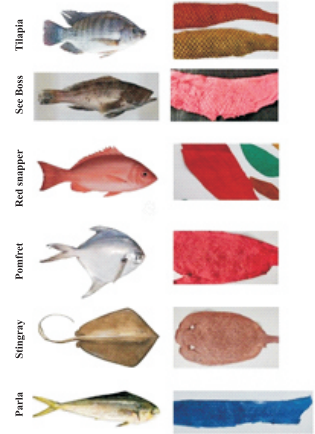 Tilapia
See Boss
Red snapper
Pomfret
Stingray
Parla